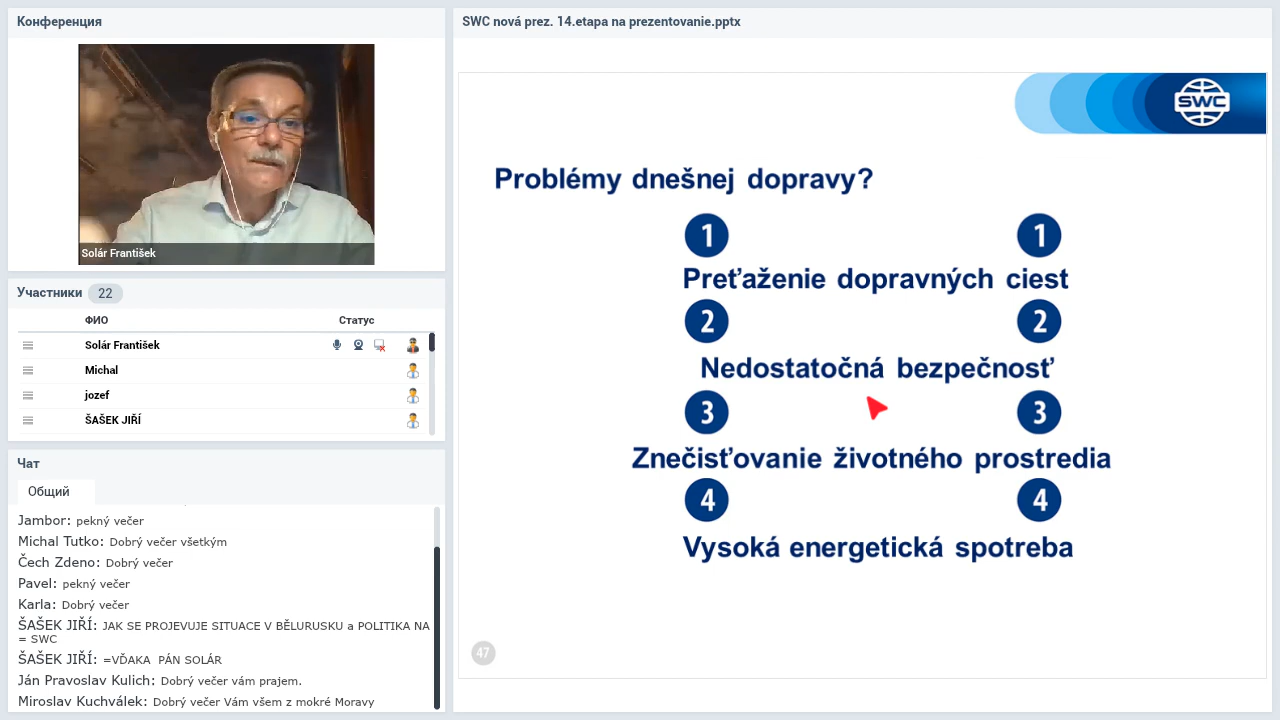 Конференция
Solár František
Участники 22
ФИО Статус
Solár František
Michal
jozef
ŠAŠEK JIŘÍ
Чат
Общий
Jambor: pekný večer
Michal Tutko: Dobrý večer všetkým
Čech Zdeno: Dobrý večer
Pavel: pekný večer
Karla: Dobrý večer
ŠAŠEK JIŘÍ: JAK SE PROJEVUJE SITUACE V BĚLURUSKU a POLITIKA NA
= SWC
ŠAŠEK JIŘÍ: =VĎAKA PÁN SOLÁR
Ján Pravoslav Kulich: Dobrý večer vám prajem.
Miroslav Kuchválek: Dobrý večer Vám všem z mokré Moravy
SWC nová prez. 14.etapa na prezentovanie.pptx
SWC
Problémy dnešnej dopravy?
1 1
Preťaženie dopravných ciest
2 2
Nedostatočná bezpečnosť
3 3
Znečisťovanie životného prostredia
4 4
Vysoká energetická spotreba
47